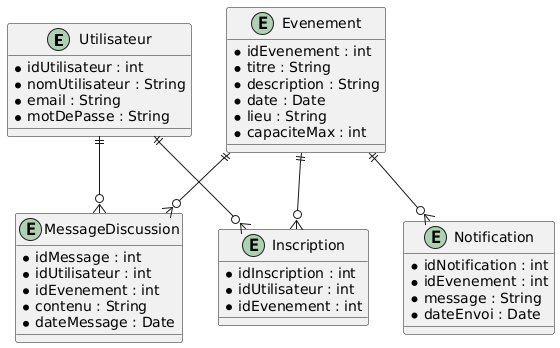 E Utilisateur
idUtilisateur : int
nomUtilisateur : String
email : String
motDePasse : String
E Evenement
idEvenement : int
titre : String
description : String
date : Date
lieu : String
capaciteMax : int
E MessageDiscussion
idMessage : int
idUtilisateur : int
idEvenement : int
contenu : String
dateMessage : Date
E Inscription
idInscription : int
idUtilisateur : int
idEvenement : int
E Notification
idNotification : int
idEvenement : int
message : String
dateEnvoi : Date